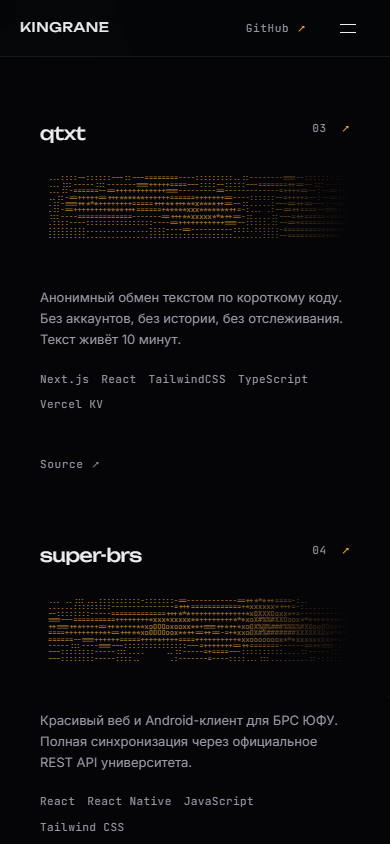 KINGRANE
GitHub ↗
qtxt
03 ↗
Анонимный обмен текстом по короткому коду.
Без аккаунтов, без истории, без отслеживания.
Текст живёт 10 минут.
Next.js React TailwindCSS TypeScript
Vercel KV
Source ↗
super-brs
04 ↗
Красивый веб и Android-клиент для БРС ЮФУ.
Полная синхронизация через официальное
REST API университета.
React React Native JavaScript
Tailwind CSS